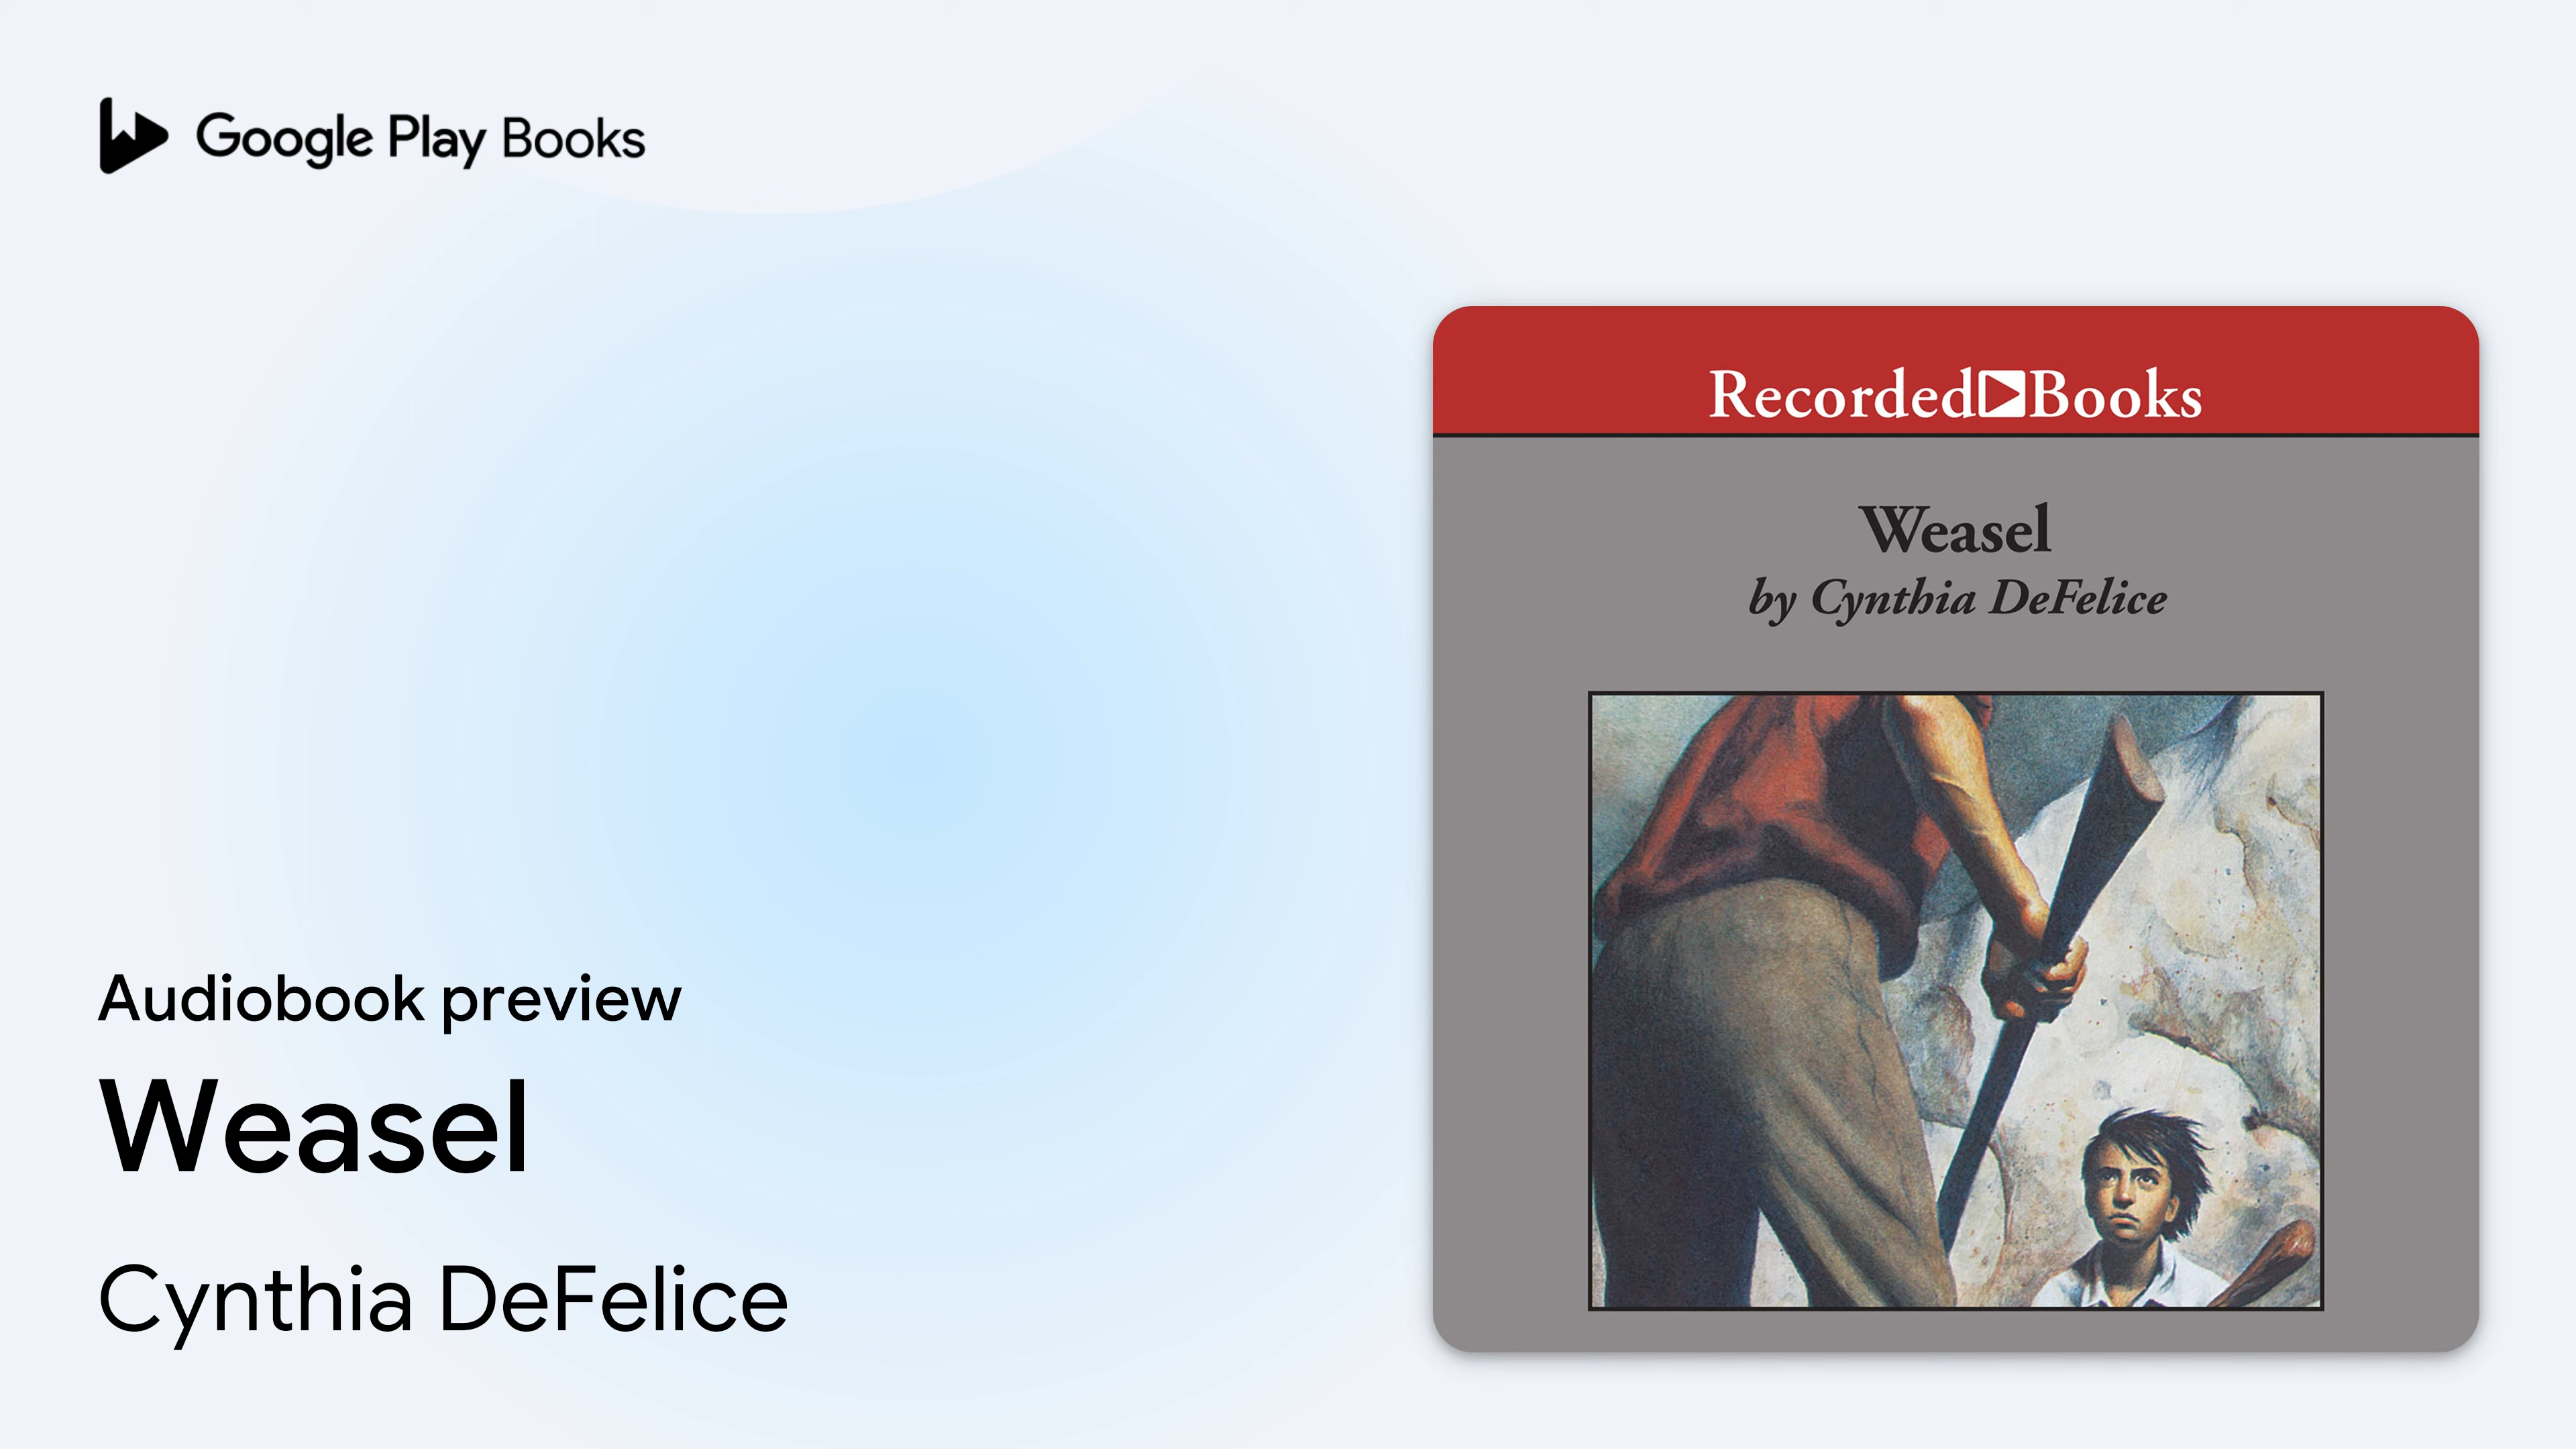 Google Play Books
Recorded Books
Weasel
by Cynthia DeFelice
Audiobook preview
Weasel
Cynthia DeFelice